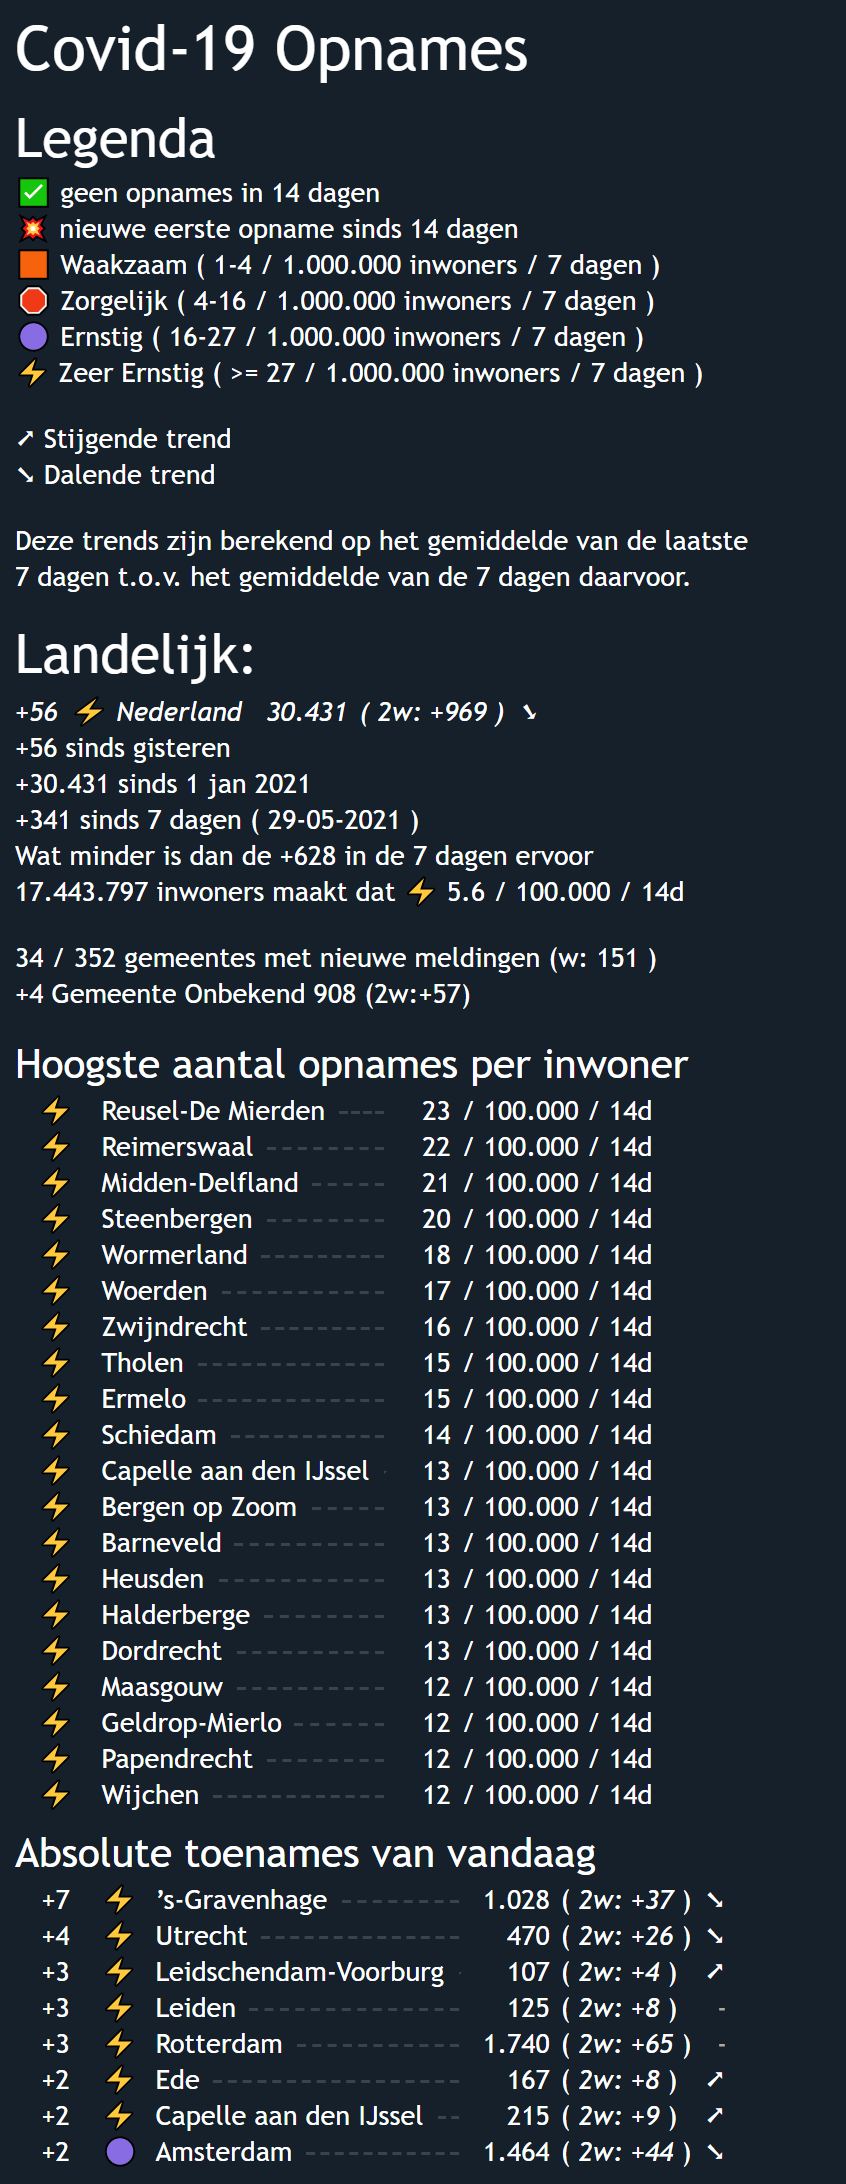 Covid-19 Opnames
Legenda
✅ geen opnames in 14 dagen
💥 nieuwe eerste opname sinds 14 dagen
🟧 Waakzaam ( 1-4 / 1.000.000 inwoners / 7 dagen )
🛑 Zorgelijk ( 4-16 / 1.000.000 inwoners / 7 dagen )
🟣 Ernstig ( 16-27 / 1.000.000 inwoners / 7 dagen )
⚡ Zeer Ernstig ( >= 27 / 1.000.000 inwoners / 7 dagen )
➚ Stijgende trend
➘ Dalende trend
Deze trends zijn berekend op het gemiddelde van de laatste
7 dagen t.o.v. het gemiddelde van de 7 dagen daarvoor.
Landelijk:
+56 ⚡ Nederland 30.431 ( 2w: +969 ) ➘
+56 sinds gisteren
+30.431 sinds 1 jan 2021
+341 sinds 7 dagen ( 29-05-2021 )
Wat minder is dan de +628 in de 7 dagen ervoor
17.443.797 inwoners maakt dat ⚡ 5.6 / 100.000 / 14d
34 / 352 gemeentes met nieuwe meldingen (w: 151 )
+4 Gemeente Onbekend 908 (2w:+57)
Hoogste aantal opnames per inwoner
⚡ Reusel-De Mierden ---- 23 / 100.000 / 14d
⚡ Reimerswaal -------- 22 / 100.000 / 14d
⚡ Midden-Delfland ----- 21 / 100.000 / 14d
⚡ Steenbergen -------- 20 / 100.000 / 14d
⚡ Wormerland --------- 18 / 100.000 / 14d
⚡ Woerden ------------ 17 / 100.000 / 14d
⚡ Zwijndrecht --------- 16 / 100.000 / 14d
⚡ Tholen -------------- 15 / 100.000 / 14d
⚡ Ermelo -------------- 15 / 100.000 / 14d
⚡ Schiedam ----------- 14 / 100.000 / 14d
⚡ Capelle aan den IJssel - 13 / 100.000 / 14d
⚡ Bergen op Zoom ----- 13 / 100.000 / 14d
⚡ Barneveld ----------- 13 / 100.000 / 14d
⚡ Heusden ------------ 13 / 100.000 / 14d
⚡ Halderberge --------- 13 / 100.000 / 14d
⚡ Dordrecht ----------- 13 / 100.000 / 14d
⚡ Maasgouw ----------- 12 / 100.000 / 14d
⚡ Geldrop-Mierlo ------ 12 / 100.000 / 14d
⚡ Papendrecht -------- 12 / 100.000 / 14d
⚡ Wijchen ------------ 12 / 100.000 / 14d
Absolute toenames van vandaag
+7 ⚡ ’s-Gravenhage --------- 1.028 ( 2w: +37 ) ➘
+4 ⚡ Utrecht --------------- 470 ( 2w: +26 ) ➘
+3 ⚡ Leidschendam-Voorburg - 107 ( 2w: +4 ) ➚
+3 ⚡ Leiden ---------------- 125 ( 2w: +8 ) -
+3 ⚡ Rotterdam ------------ 1.740 ( 2w: +65 ) -
+2 ⚡ Ede ------------------ 167 ( 2w: +8 ) ➚
+2 ⚡ Capelle aan den IJssel -- 215 ( 2w: +9 ) ➚
+2 🟣 Amsterdam ------------ 1.464 ( 2w: +44 ) ➘